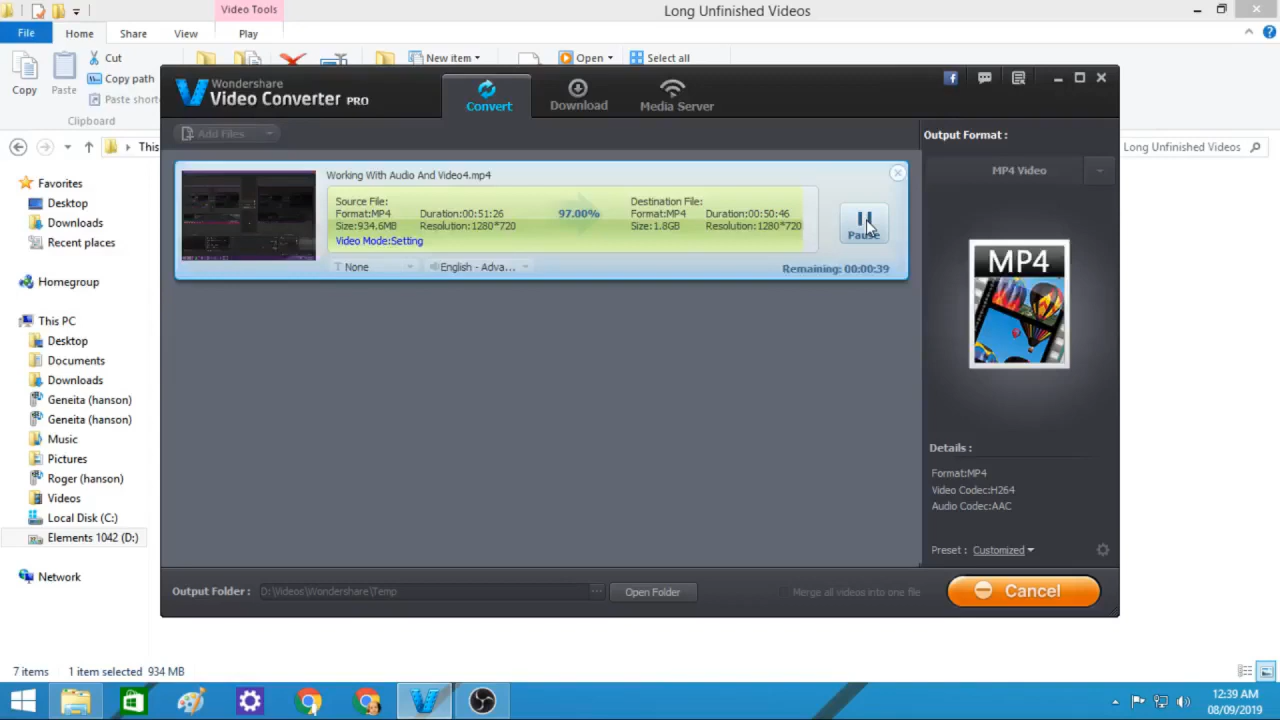 Video Tools
Long Unfinished Videos
File
Home
Share
View
Play
Copy
Paste
Cut
Copy path
Paste shor
New item
Open
Select all
Clipboard
This
Long Unfinished Videos
Favorites
Desktop
Downloads
Recent places
Homegroup
This PC
Desktop
Documents
Downloads
Geneita (hanson)
Geneita (hanson)
Music
Pictures
Roger (hanson)
Videos
Local Disk (C:)
Elements 1042 (D:)
Network
7 items
1 item selected 934 MB
Wondershare
Video Converter PRO
Convert
Download
Media Server
Add Files
Working With Audio And Video4.mp4
Source File:
Format:MP4 Duration:00:51:26
Size:934.6MB Resolution:1280*720
Video Mode:Setting
97.00%
Destination File:
Format:MP4 Duration:00:50:46
Size:1.8GB Resolution:1280*720
Pause
T None
English - Adva...
Remaining: 00:00:39
Output Format :
MP4 Video
MP4
Details :
Format:MP4
Video Codec:H264
Audio Codec:AAC
Preset : Customized
Output Folder : D:\Videos\Wondershare\Temp
...
Open Folder
Merge all videos into one file
Cancel
12:39 AM
08/09/2019